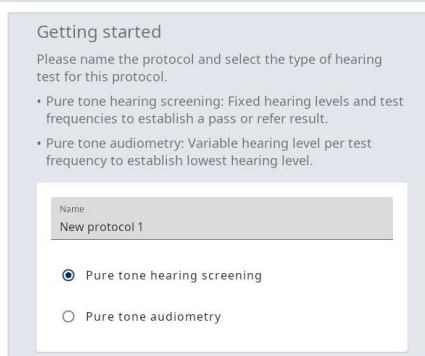 Getting started
Please name the protocol and select the type of hearing
test for this protocol.
• Pure tone hearing screening: Fixed hearing levels and test
frequencies to establish a pass or refer result.
• Pure tone audiometry: Variable hearing level per test
frequency to establish lowest hearing level.
Name
New protocol 1
Pure tone hearing screening
Pure tone audiometry